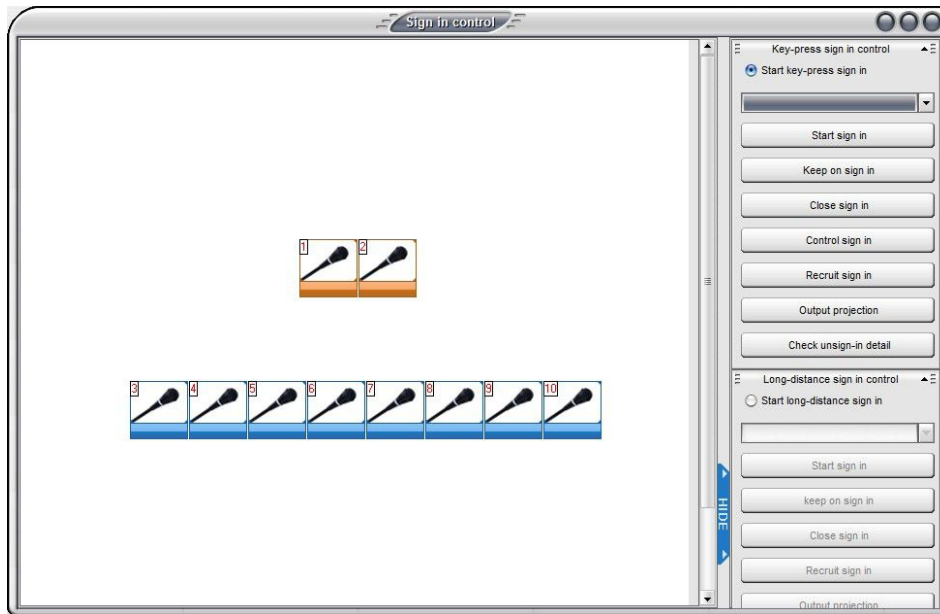 Sign in control
1 2
3 4 5 6 7 8 9 10
HIDE
Key-press sign in control
Start key-press sign in
Start sign in
Keep on sign in
Close sign in
Control sign in
Recruit sign in
Output projection
Check unsign-in detail
Long-distance sign in control
Start long-distance sign in
Start sign in
keep on sign in
Close sign in
Recruit sign in
Output projection